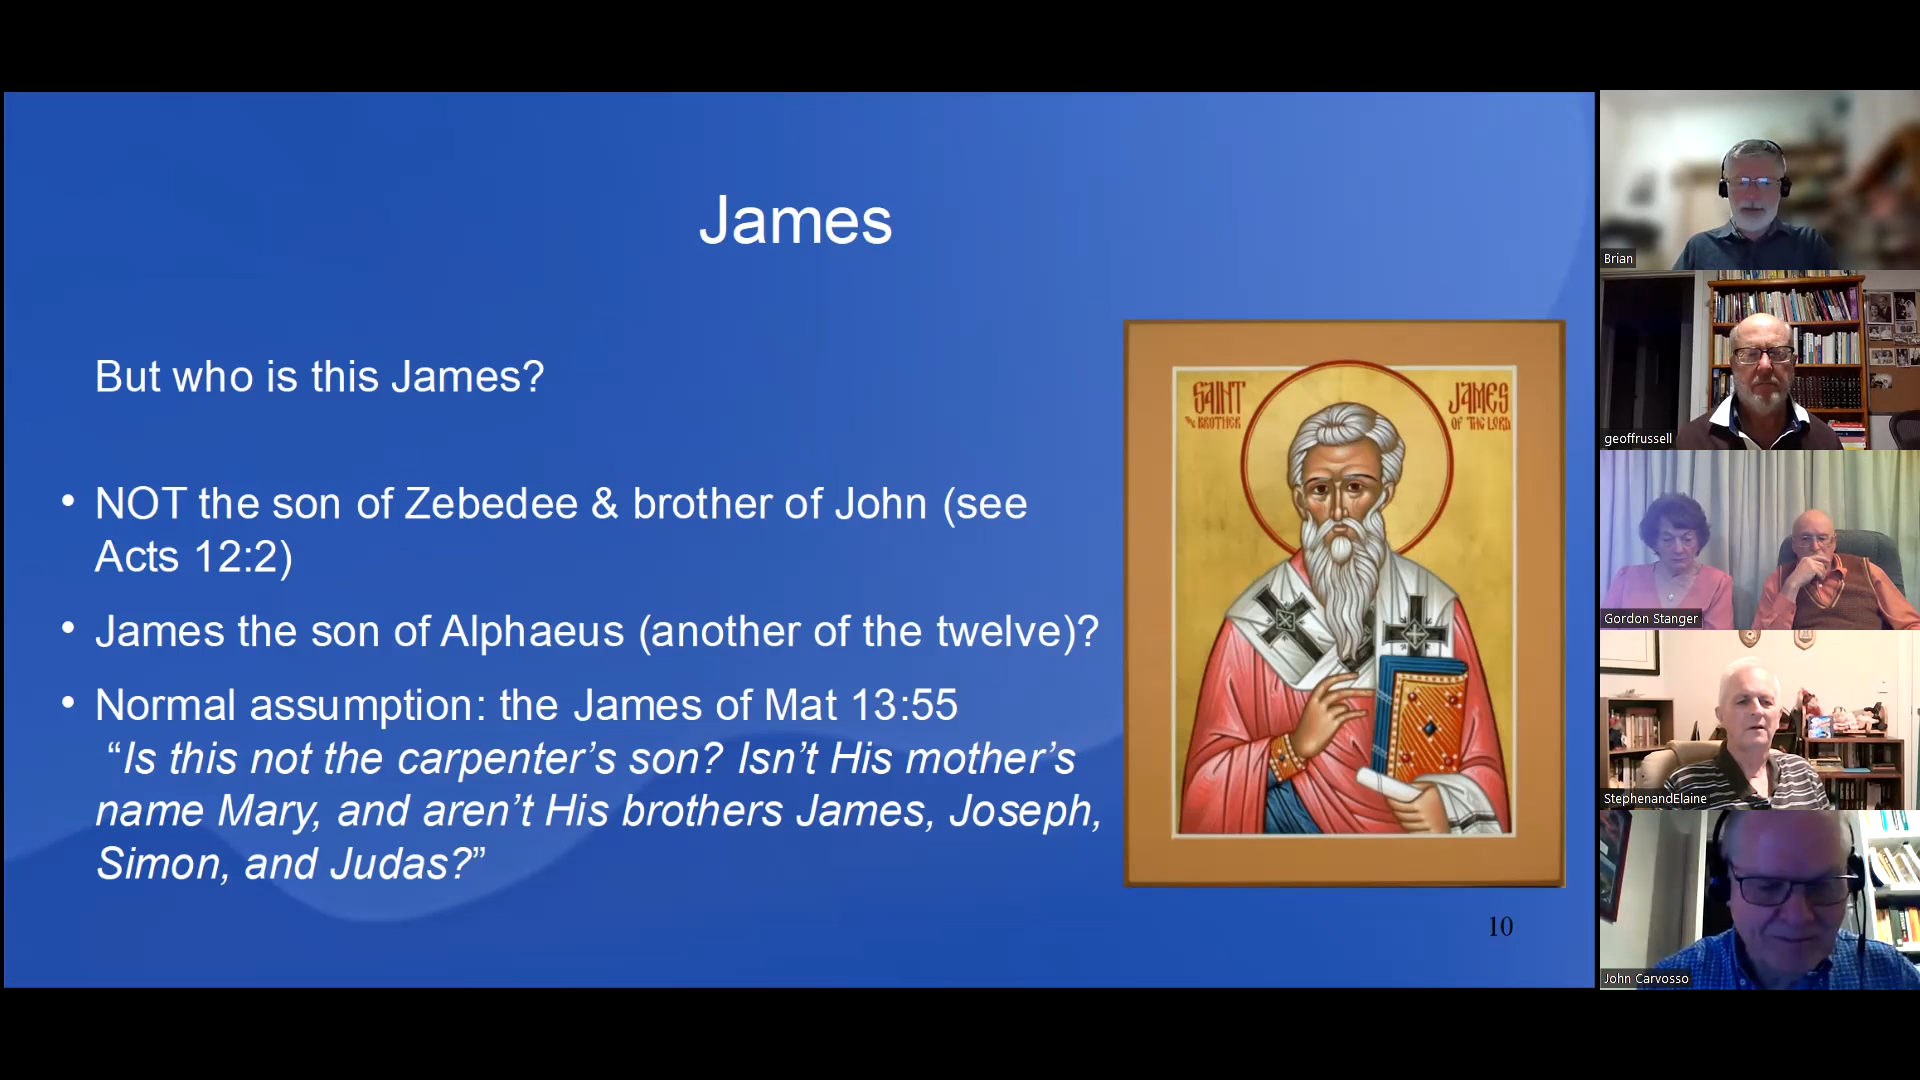 James
But who is this James?
• NOT the son of Zebedee & brother of John (see
Acts 12:2)
• James the son of Alphaeus (another of the twelve)?
• Normal assumption: the James of Mat 13:55
“Is this not the carpenter’s son? Isn’t His mother’s
name Mary, and aren’t His brothers James, Joseph,
Simon, and Judas?”
SAINT JAMES
THE BROTHER OF THE LORD
10
Brian
geoffrussell
Gordon Stanger
StephenandElaine
John Carvosso